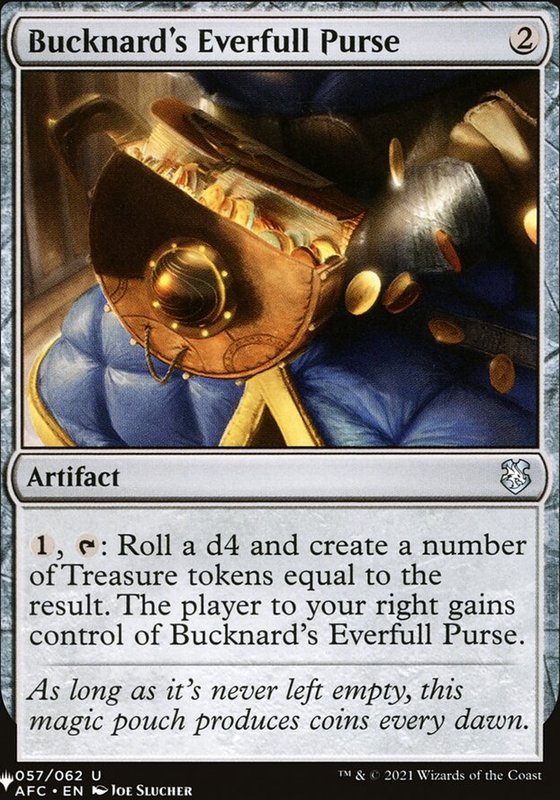 Bucknard's Everfull Purse 2
Artifact
1, : Roll a d4 and create a number
of Treasure tokens equal to the
result. The player to your right gains
control of Bucknard's Everfull Purse.
As long as it's never left empty, this
magic pouch produces coins every dawn.
057/062 U
AFC • EN Joe Slucher
™ & © 2021 Wizards of the Coast